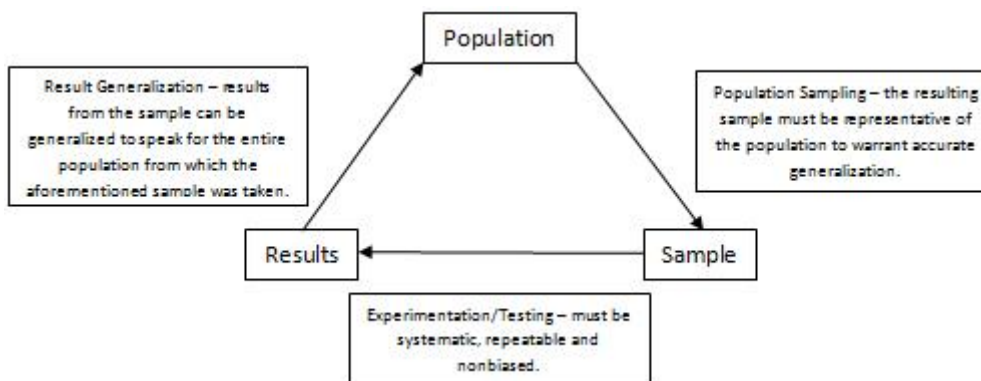 Population
Result Generalization – results
from the sample can be
generalized to speak for the entire
population from which the
aforementioned sample was taken.
Population Sampling – the resulting
sample must be representative of
the population to warrant accurate
generalization.
Results
Sample
Experimentation/Testing – must be
systematic, repeatable and
nonbiased.